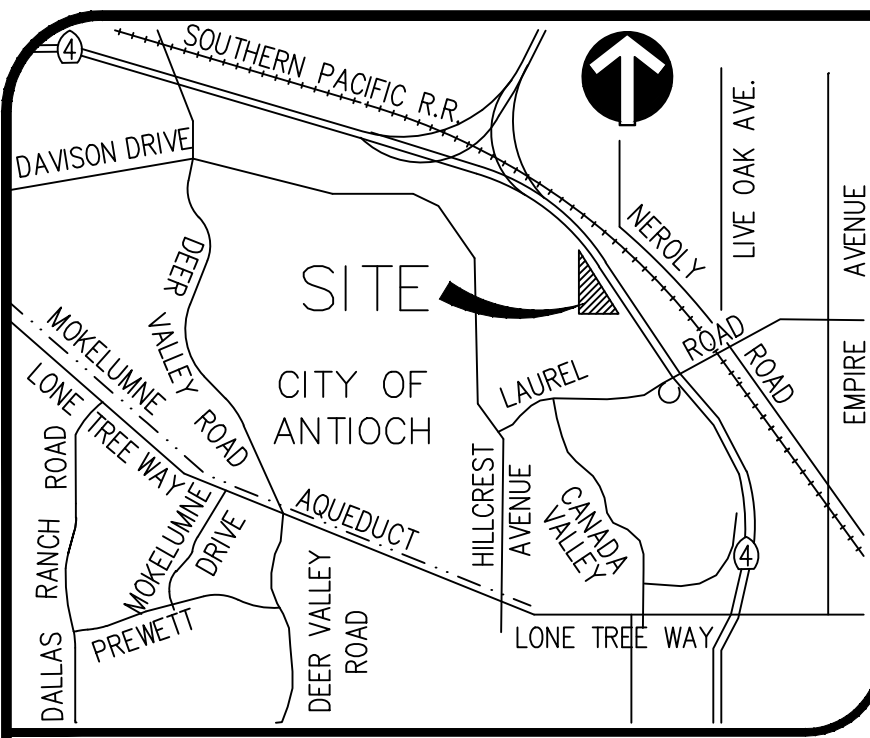 4
SOUTHERN PACIFIC R.R.
DAVISON DRIVE
LIVE OAK AVE.
EMPIRE AVENUE
NEROLY ROAD
DEER VALLEY ROAD
SITE
MOKELUMNE AQUEDUCT
CITY OF
ANTIOCH
LAUREL ROAD
LONE TREE WAY
DALLAS RANCH ROAD
MOKELUMNE
DRIVE
PREWETT
DEER VALLEY
ROAD
HILLCREST
AVENUE
CANADA
VALLEY
4
LONE TREE WAY